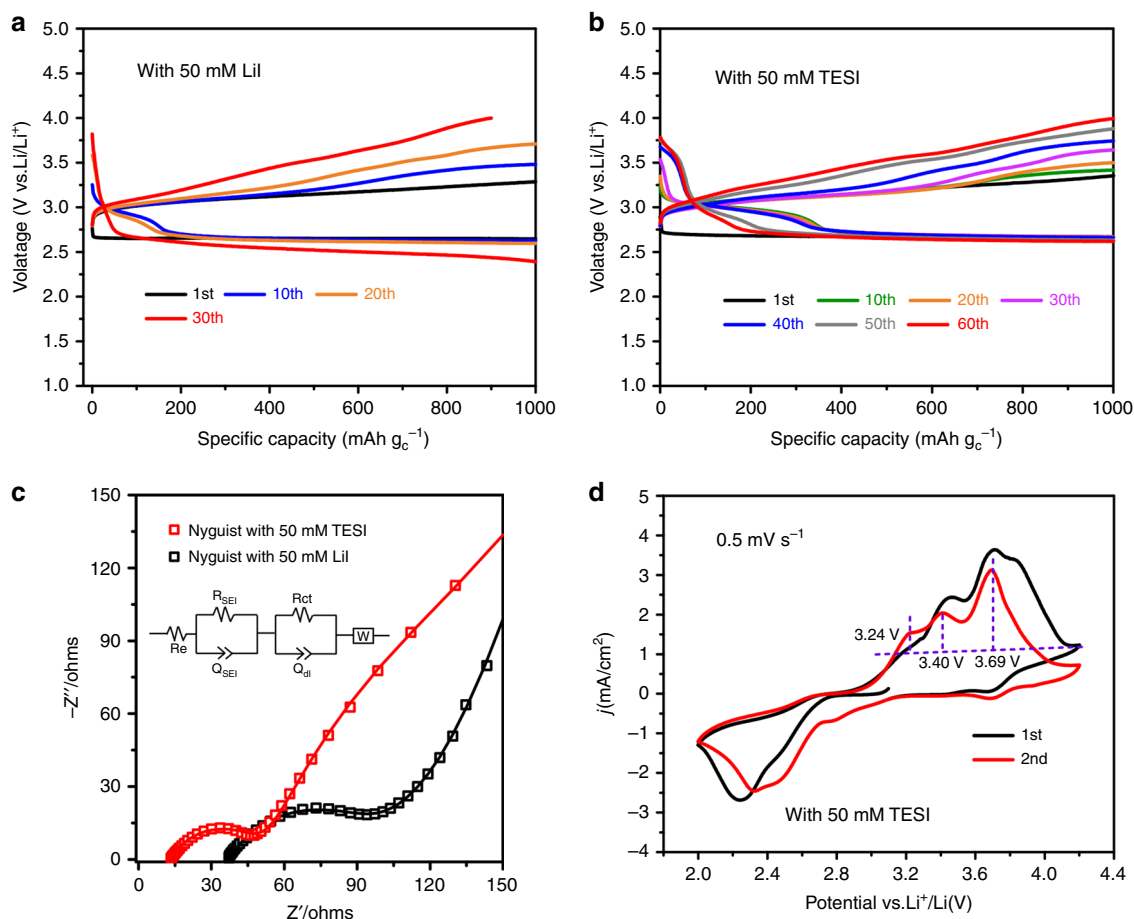 a
5.0
4.5
4.0
3.5
3.0
2.5
2.0
1.5
1.0
Volatage (V vs.Li/Li⁺)
With 50 mM LiI
1st
10th
20th
30th
0
200
400
600
800
1000
Specific capacity (mAh g꜀⁻¹)
b
5.0
4.5
4.0
3.5
3.0
2.5
2.0
1.5
1.0
Volatage (V vs.Li/Li⁺)
With 50 mM TESI
1st
10th
20th
30th
40th
50th
60th
0
200
400
600
800
1000
Specific capacity (mAh g꜀⁻¹)
c
150
120
90
60
30
0
−Z''/ohms
Nyguist with 50 mM TESI
Nyguist with 50 mM LiI
R_SEI
Rct
Re
W
Q_SEI
Q_dl
0
30
60
90
120
150
Z'/ohms
d
5
4
3
2
1
0
−1
−2
−3
−4
j(mA/cm²)
0.5 mV s⁻¹
3.24 V
3.40 V
3.69 V
1st
2nd
With 50 mM TESI
2.0
2.4
2.8
3.2
3.6
4.0
4.4
Potential vs.Li⁺/Li(V)